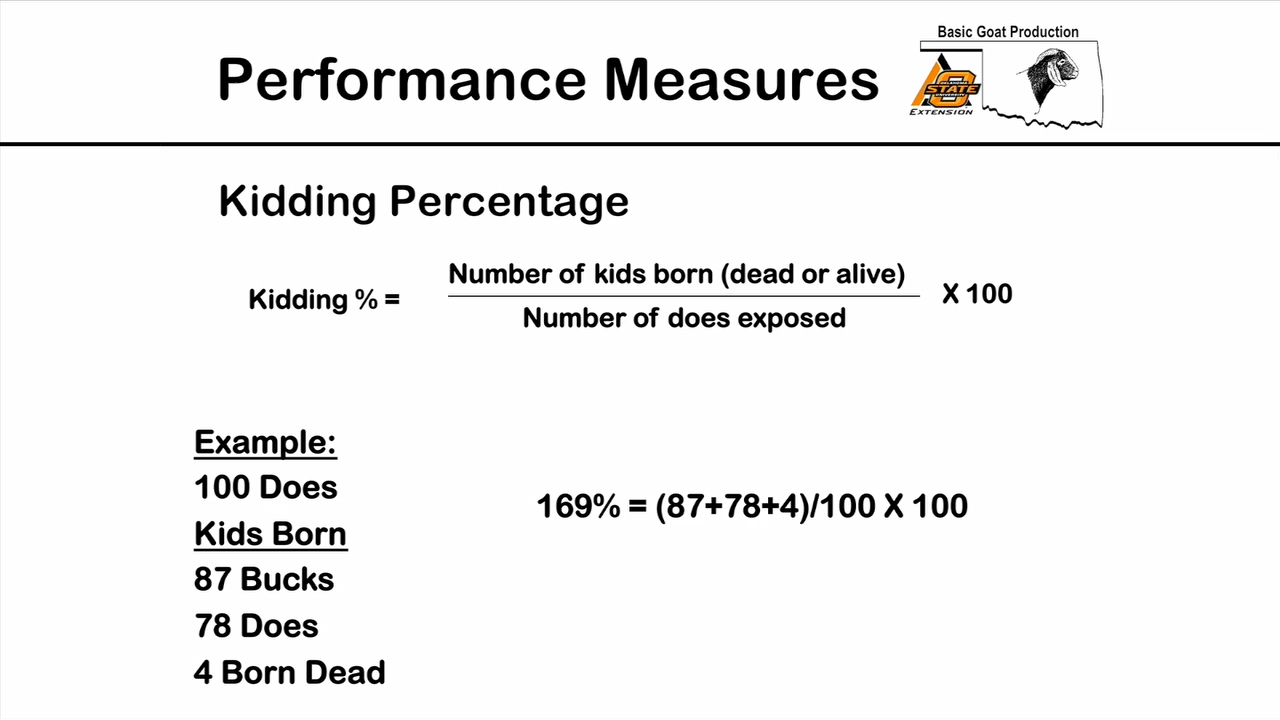 Basic Goat Production
Performance Measures
OKLAHOMA
STATE
UNIVERSITY
EXTENSION
Kidding Percentage
Kidding % =
Number of kids born (dead or alive)
Number of does exposed
X 100
Example:
100 Does
Kids Born
87 Bucks
78 Does
4 Born Dead
169% = (87+78+4)/100 X 100